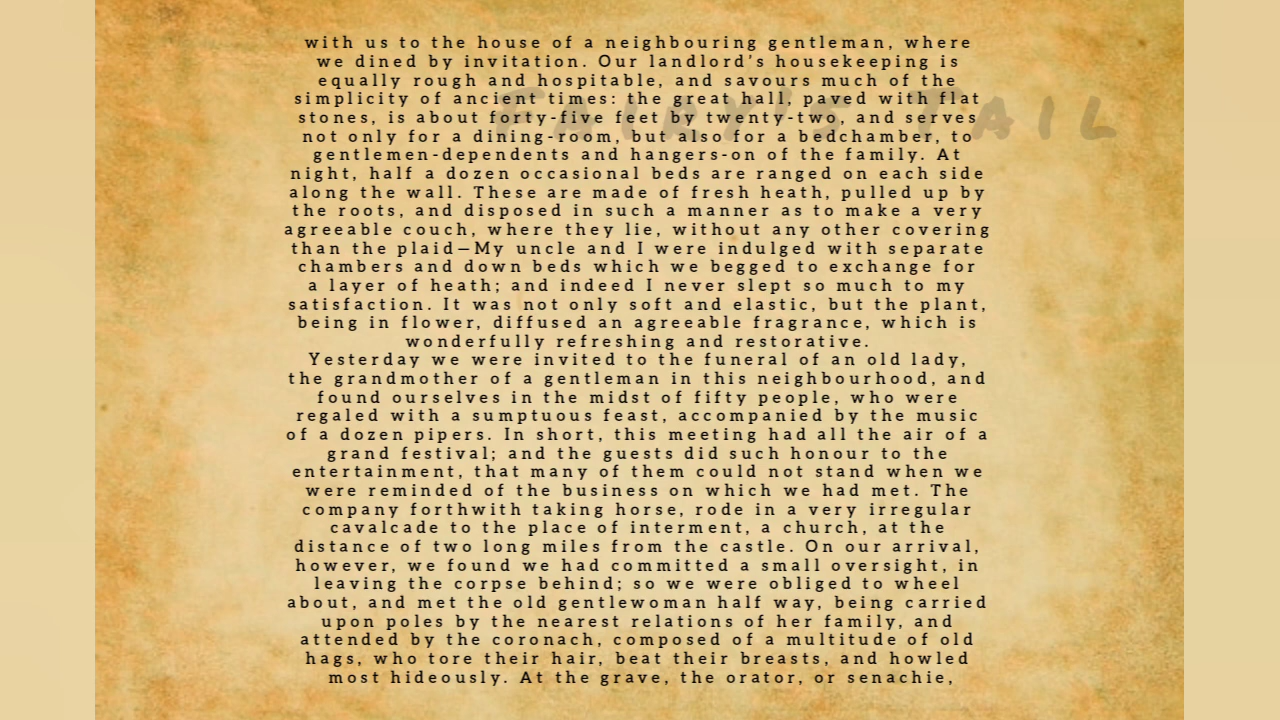 with us to the house of a neighbouring gentleman, where
we dined by invitation. Our landlord's housekeeping is
equally rough and hospitable, and savours much of the
simplicity of ancient times: the great hall, paved with flat
stones, is about forty-five feet by twenty-two, and serves
not only for a dining-room, but also for a bedchamber, to
gentlemen-dependents and hangers-on of the family. At
night, half a dozen occasional beds are ranged on each side
along the wall. These are made of fresh heath, pulled up by
the roots, and disposed in such a manner as to make a very
agreeable couch, where they lie, without any other covering
than the plaid—My uncle and I were indulged with separate
chambers and down beds which we begged to exchange for
a layer of heath; and indeed I never slept so much to my
satisfaction. It was not only soft and elastic, but the plant,
being in flower, diffused an agreeable fragrance, which is
wonderfully refreshing and restorative.
Yesterday we were invited to the funeral of an old lady,
the grandmother of a gentleman in this neighbourhood, and
found ourselves in the midst of fifty people, who were
regaled with a sumptuous feast, accompanied by the music
of a dozen pipers. In short, this meeting had all the air of a
grand festival; and the guests did such honour to the
entertainment, that many of them could not stand when we
were reminded of the business on which we had met. The
company forthwith taking horse, rode in a very irregular
cavalcade to the place of interment, a church, at the
distance of two long miles from the castle. On our arrival,
however, we found we had committed a small oversight, in
leaving the corpse behind; so we were obliged to wheel
about, and met the old gentlewoman half way, being carried
upon poles by the nearest relations of her family, and
attended by the coronach, composed of a multitude of old
hags, who tore their hair, beat their breasts, and howled
most hideously. At the grave, the orator, or senachie,
FAIRY'S TAIL